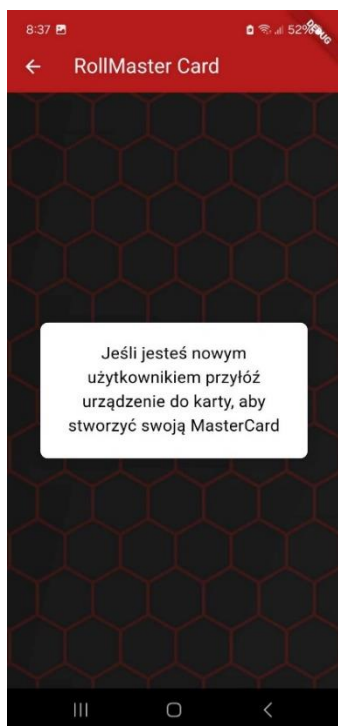 8:37 52%
DEBUG
RollMaster Card
Jeśli jesteś nowym
użytkownikiem przyłóż
urządzenie do karty, aby
stworzyć swoją MasterCard